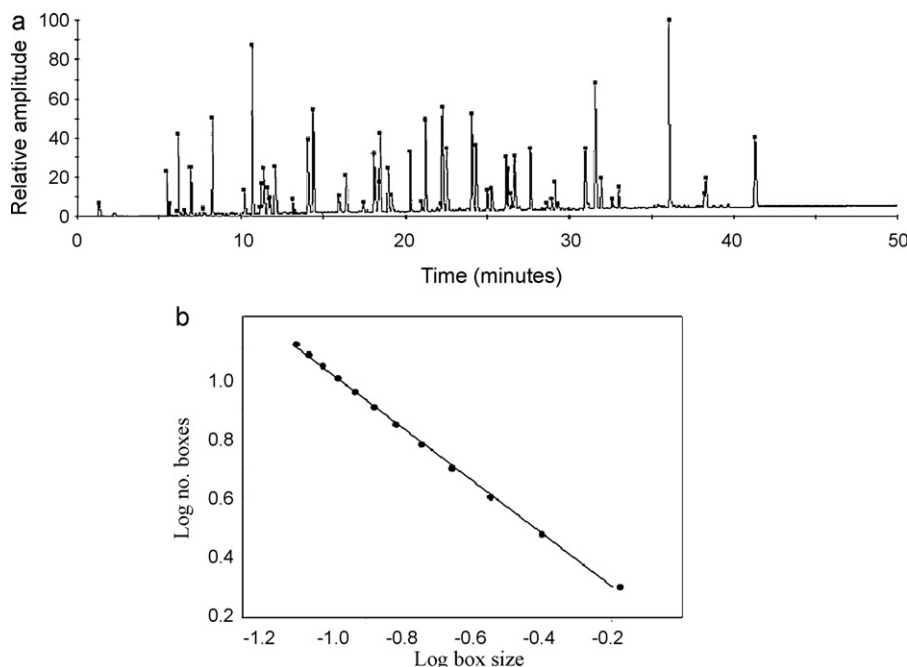 a
Relative amplitude
100
80
60
40
20
0
0 10 20 30 40 50
Time (minutes)
b
Log no. boxes
1.0
0.8
0.6
0.4
0.2
-1.2 -1.0 -0.8 -0.6 -0.4 -0.2
Log box size